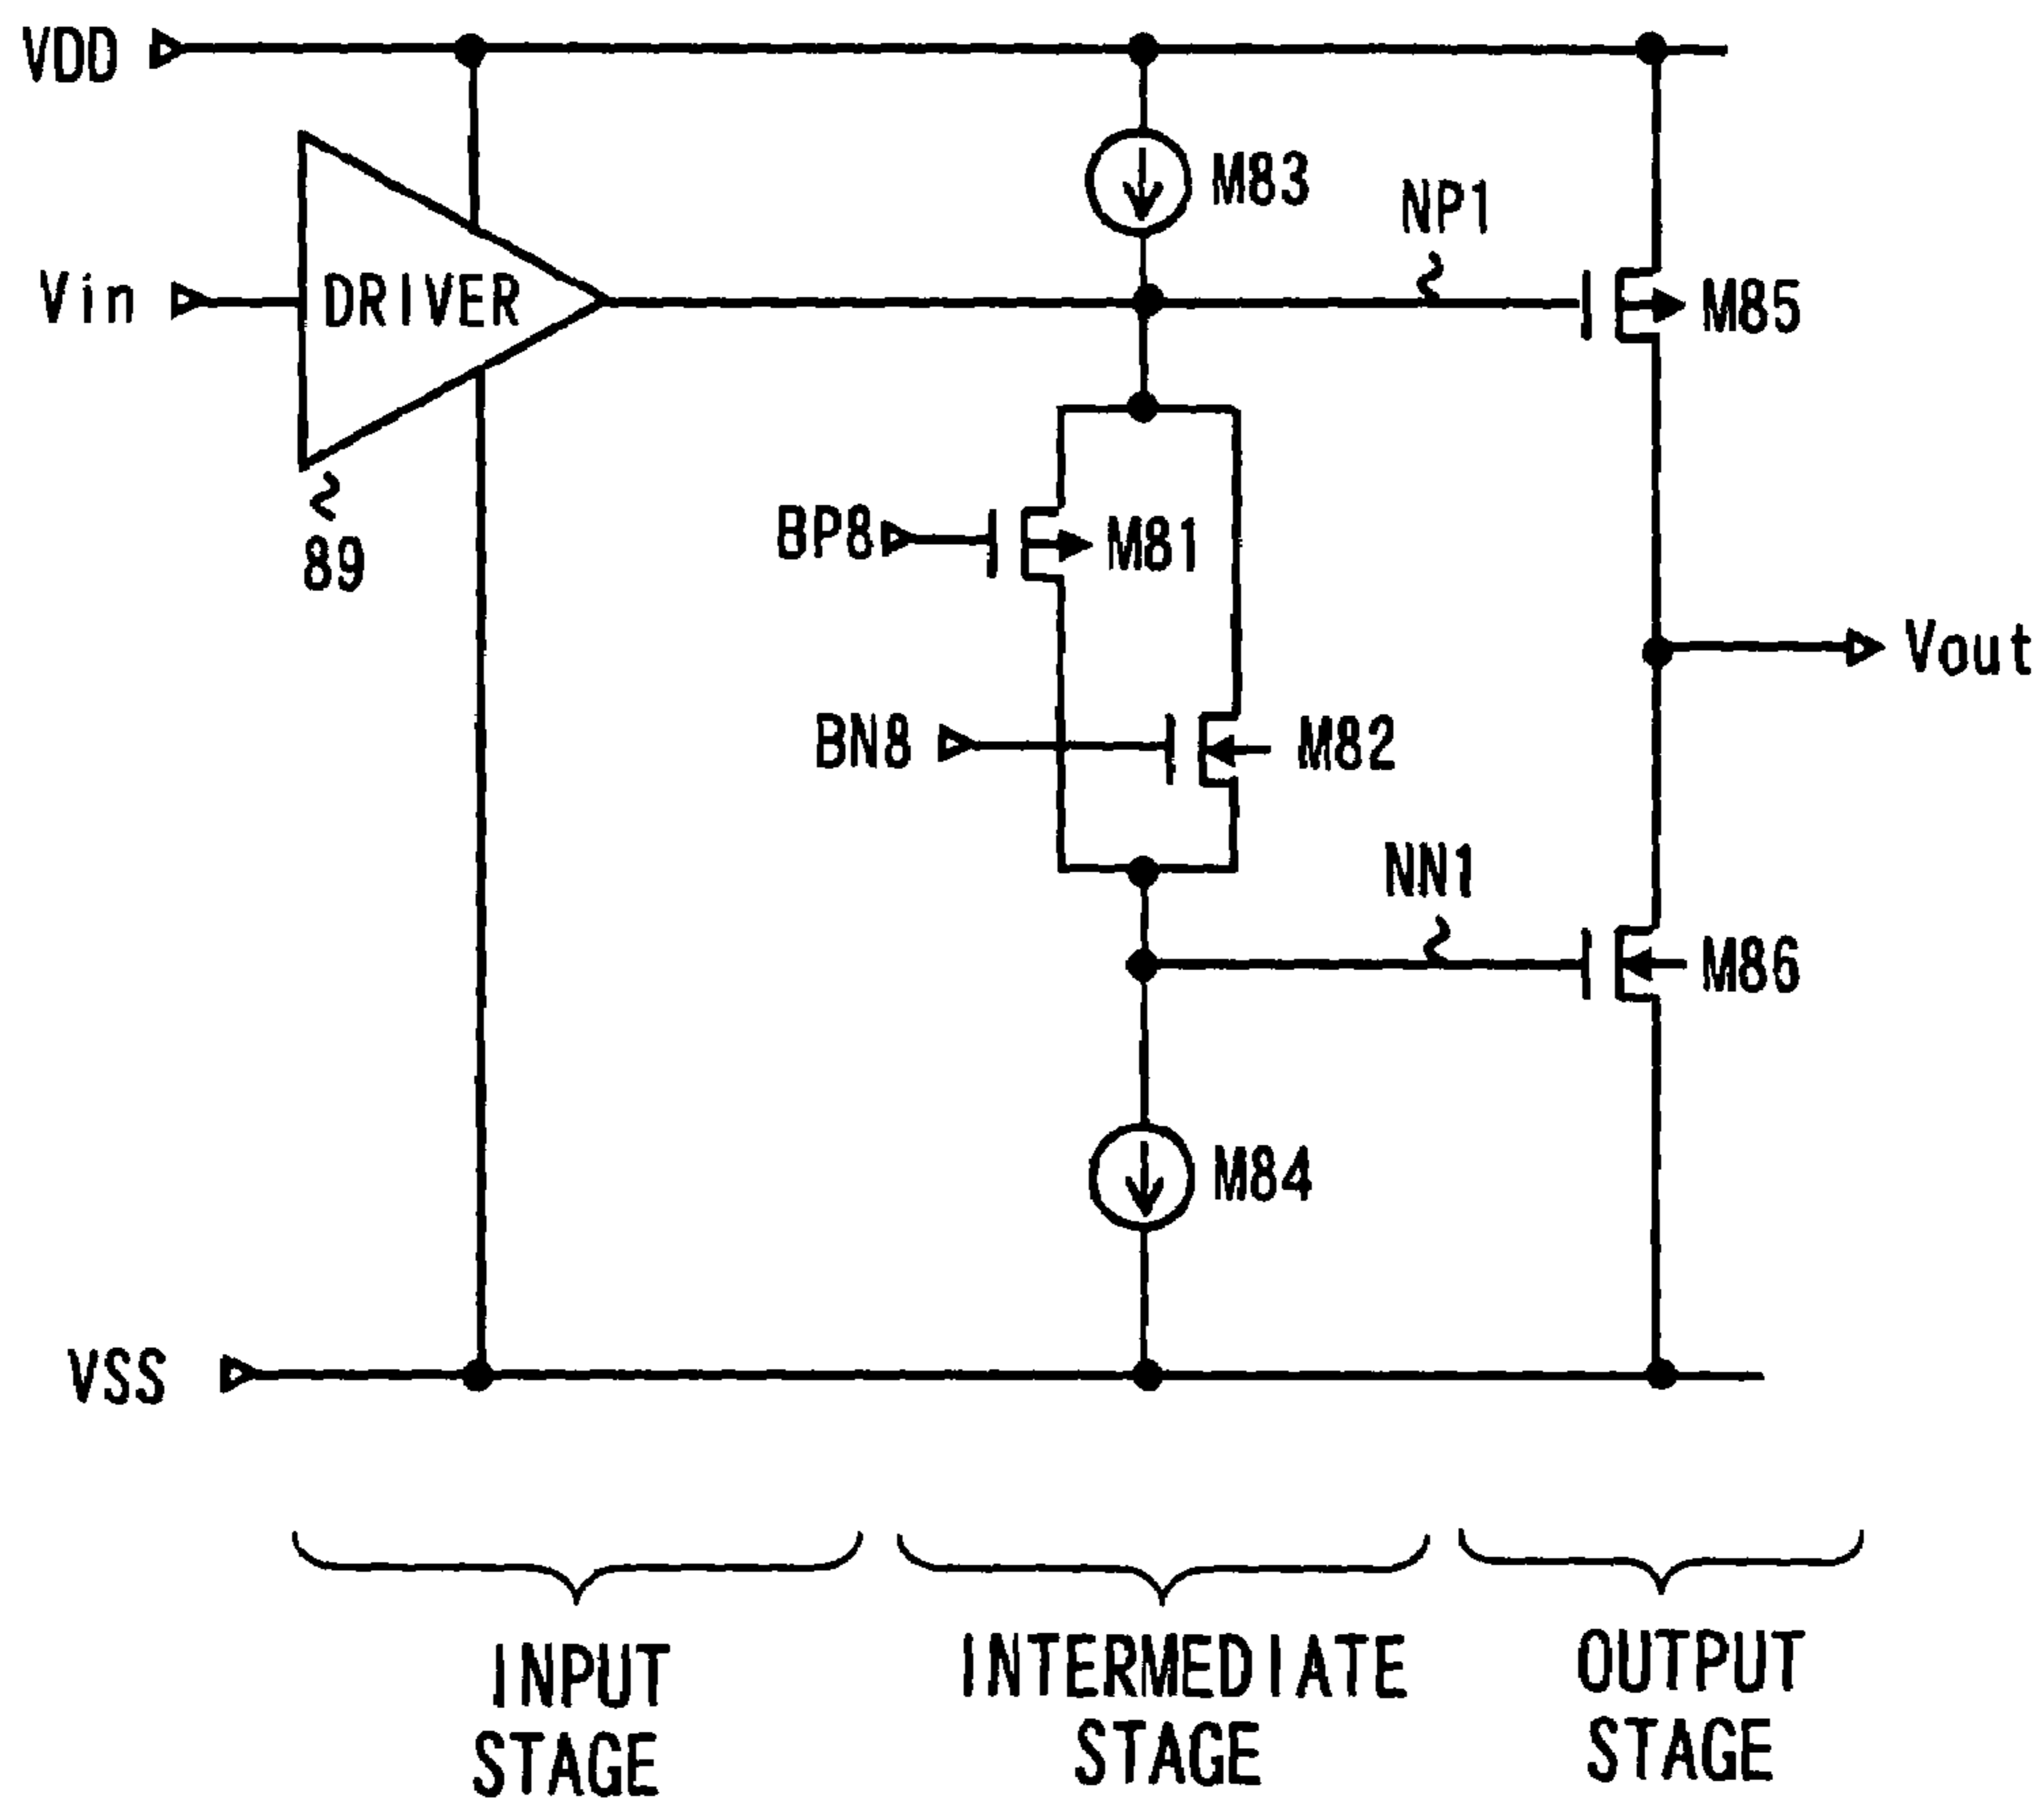 VDD
M83
NP1
Vin
DRIVER
M85
BP8
M81
89
Vout
BN8
M82
NN1
M86
M84
VSS
INPUT
STAGE
INTERMEDIATE
STAGE
OUTPUT
STAGE